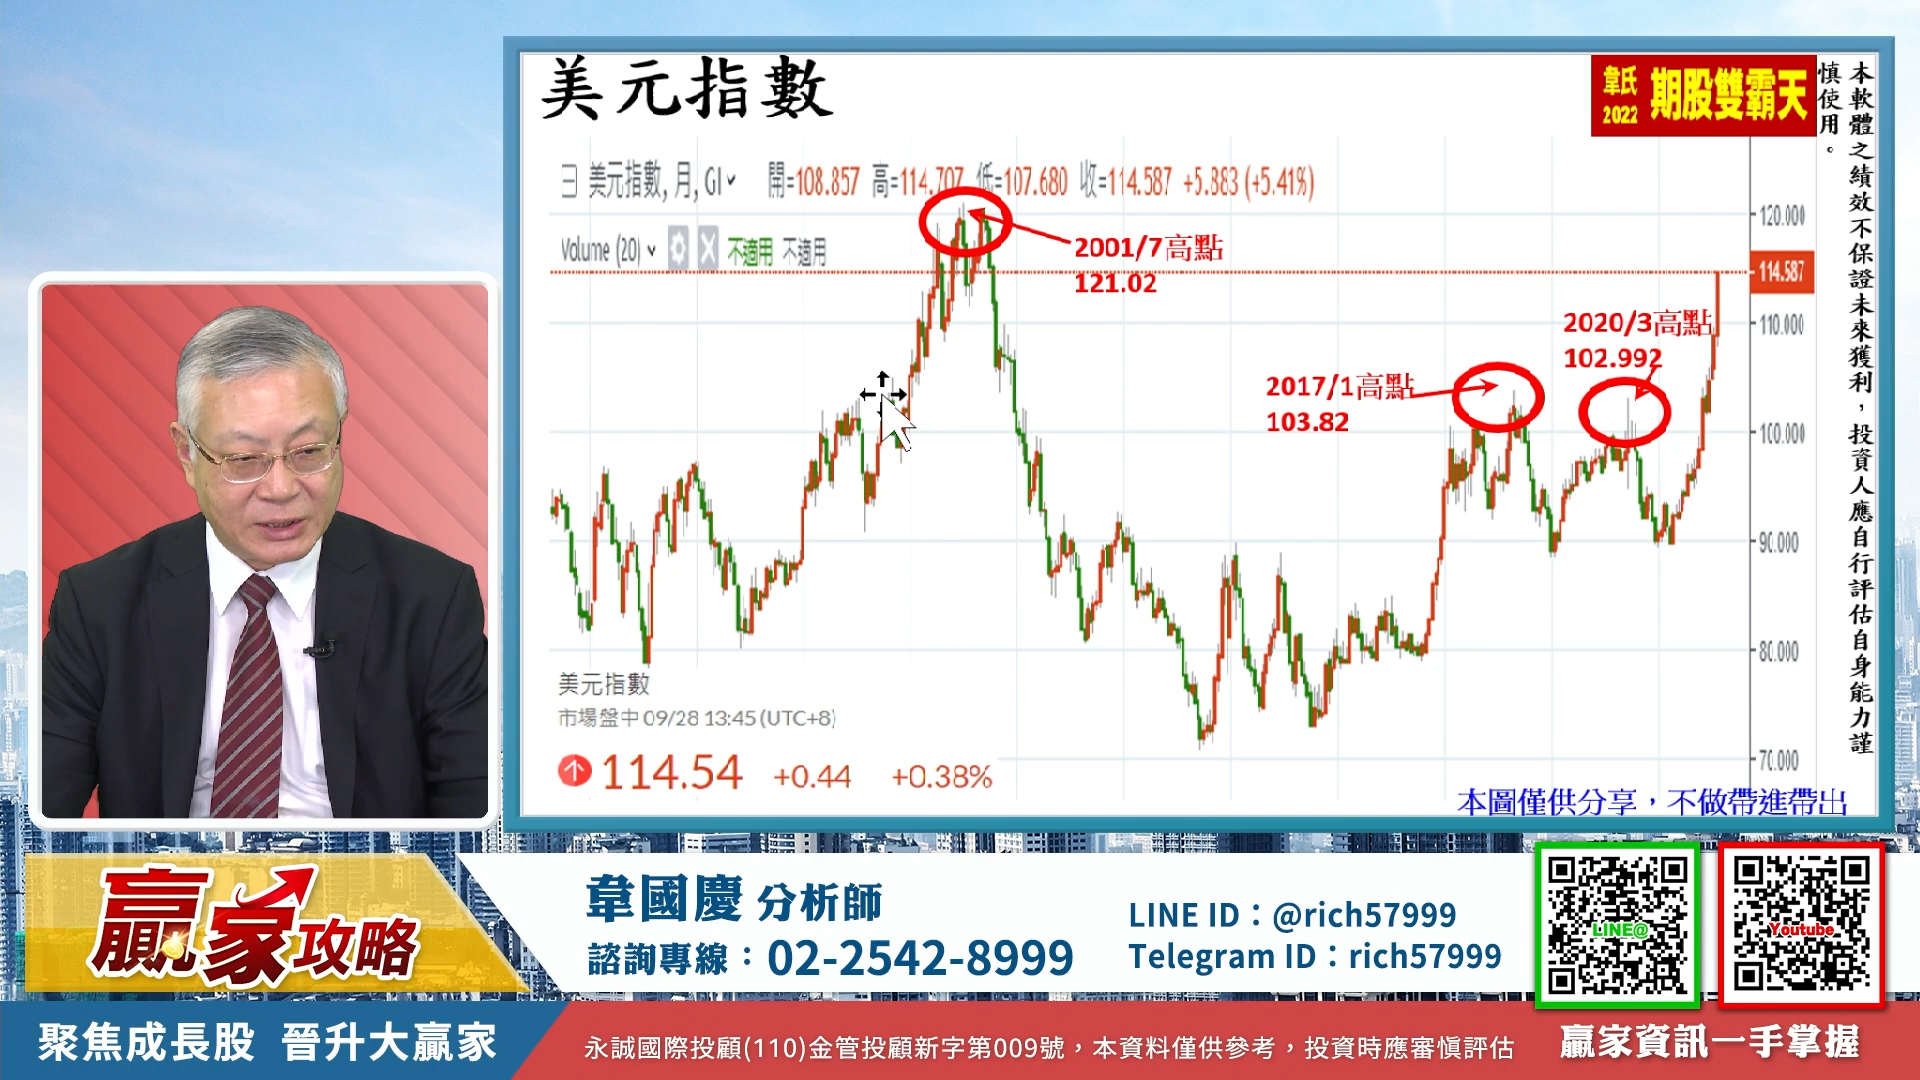 美元指數
韋氏
2022
期股雙霸天
本軟體之績效不保證未來獲利，投資人應自行評估自身能力謹
慎使用。
美元指數, 月, GI 開=108.857 高=114.707 低=107.680 收=114.587 +5.883 (+5.41%)
Volume (20) 不適用 不適用
2001/7高點
121.02
2017/1高點
103.82
2020/3高點
102.992
120.000
114.587
110.000
100.000
90.000
80.000
70.000
美元指數
市場盤中 09/28 13:45 (UTC+8)
114.54 +0.44 +0.38%
本圖僅供分享，不做帶進帶出
贏家攻略
韋國慶 分析師
諮詢專線：02-2542-8999
LINE ID：@rich57999
Telegram ID：rich57999
LINE@
Youtube
聚焦成長股 晉升大贏家
永誠國際投顧(110)金管投顧新字第009號，本資料僅供參考，投資時應審慎評估
贏家資訊一手掌握